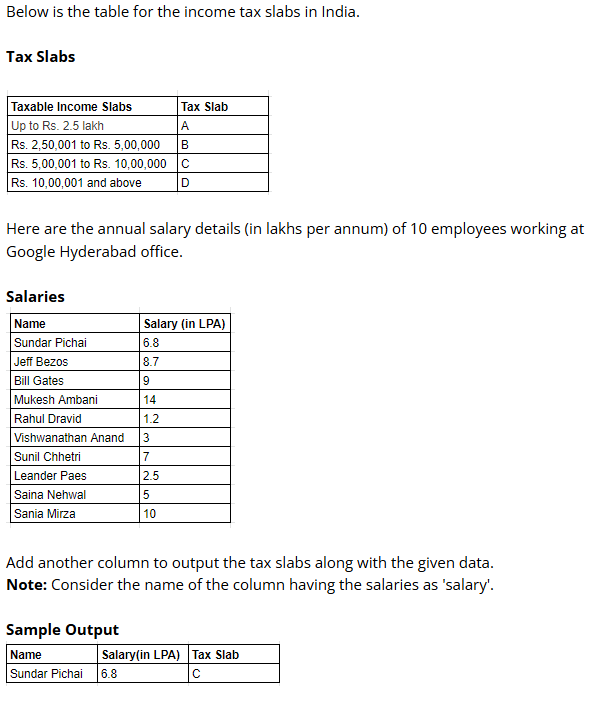 Below is the table for the income tax slabs in India.
Tax Slabs
Taxable Income Slabs Tax Slab
Up to Rs. 2.5 lakh A
Rs. 2,50,001 to Rs. 5,00,000 B
Rs. 5,00,001 to Rs. 10,00,000 C
Rs. 10,00,001 and above D
Here are the annual salary details (in lakhs per annum) of 10 employees working at
Google Hyderabad office.
Salaries
Name Salary (in LPA)
Sundar Pichai 6.8
Jeff Bezos 8.7
Bill Gates 9
Mukesh Ambani 14
Rahul Dravid 1.2
Vishwanathan Anand 3
Sunil Chhetri 7
Leander Paes 2.5
Saina Nehwal 5
Sania Mirza 10
Add another column to output the tax slabs along with the given data.
Note: Consider the name of the column having the salaries as 'salary'.
Sample Output
Name Salary(in LPA) Tax Slab
Sundar Pichai 6.8 C